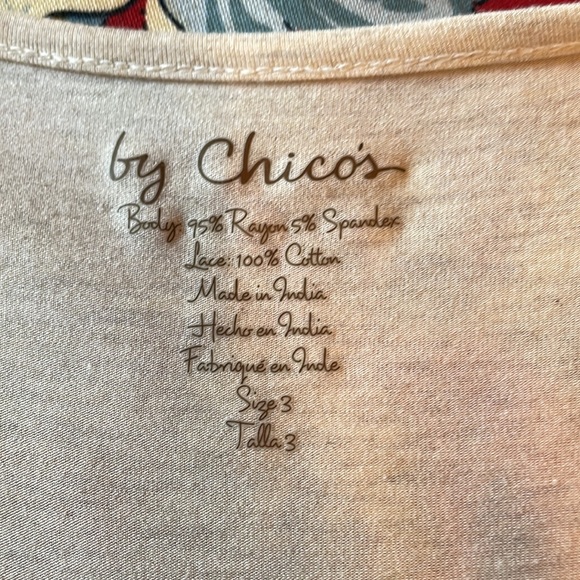 by Chico's
Body: 95% Rayon 5% Spandex
Lace: 100% Cotton
Made in India
Hecho en India
Fabriqué en Inde
Size 3
Talla 3